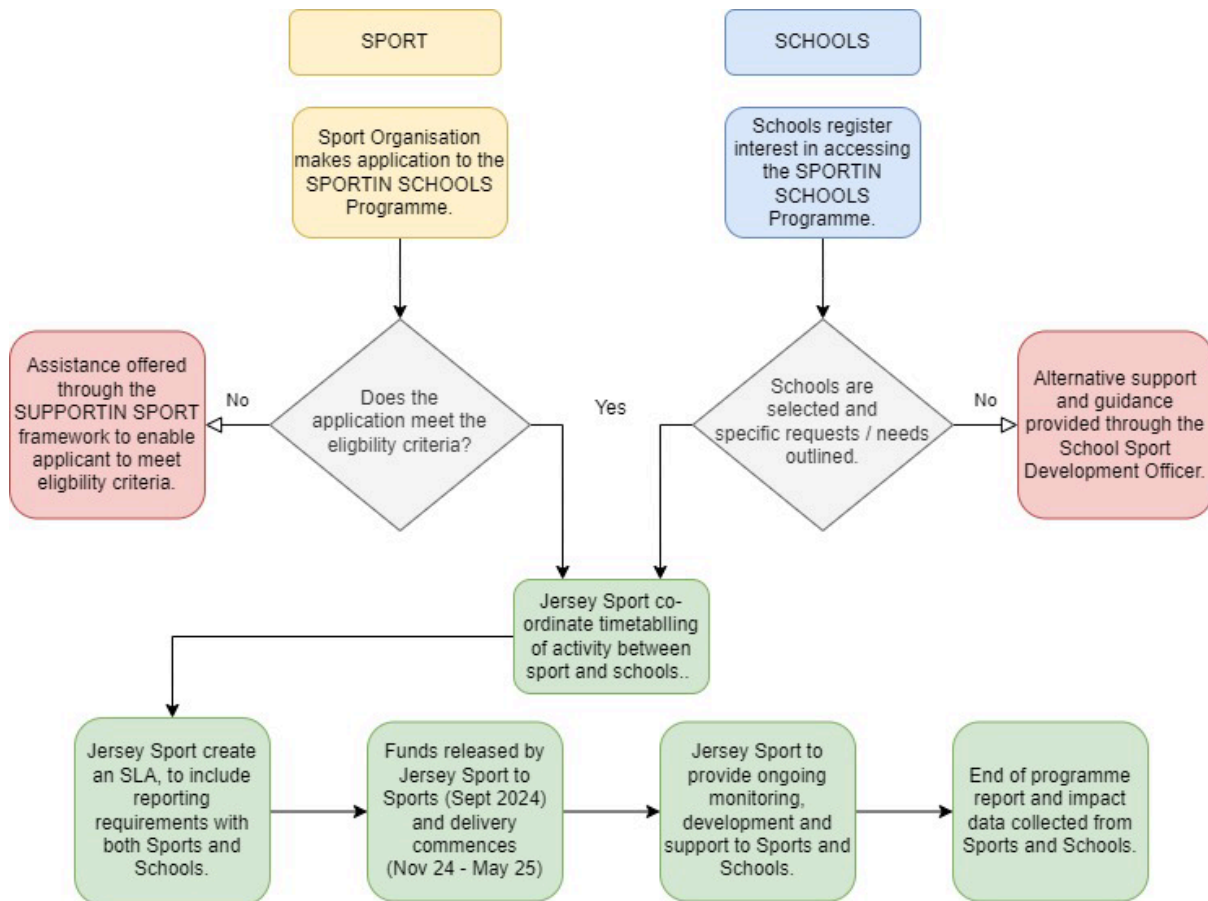 SPORT
SCHOOLS
Sport Organisation
makes application to the
SPORTIN SCHOOLS
Programme.
Schools register
interest in accessing
the SPORTIN
SCHOOLS
Programme.
Assistance offered
through the
SUPPORTIN SPORT
framework to enable
applicant to meet
eligbility criteria.
No
Does the
application meet the
eligbility criteria?
Yes
Schools are
selected and
specific requests / needs
outlined.
No
Alternative support
and guidance
provided through the
School Sport
Development Officer.
Jersey Sport co-
ordinate timetablling
of activity between
sport and schools..
Jersey Sport create
an SLA, to include
reporting
requirements with
both Sports and
Schools.
Funds released by
Jersey Sport to
Sports (Sept 2024)
and delivery
commences
(Nov 24 - May 25)
Jersey Sport to
provide ongoing
monitoring,
development and
support to Sports and
Schools.
End of programme
report and impact
data collected from
Sports and Schools.